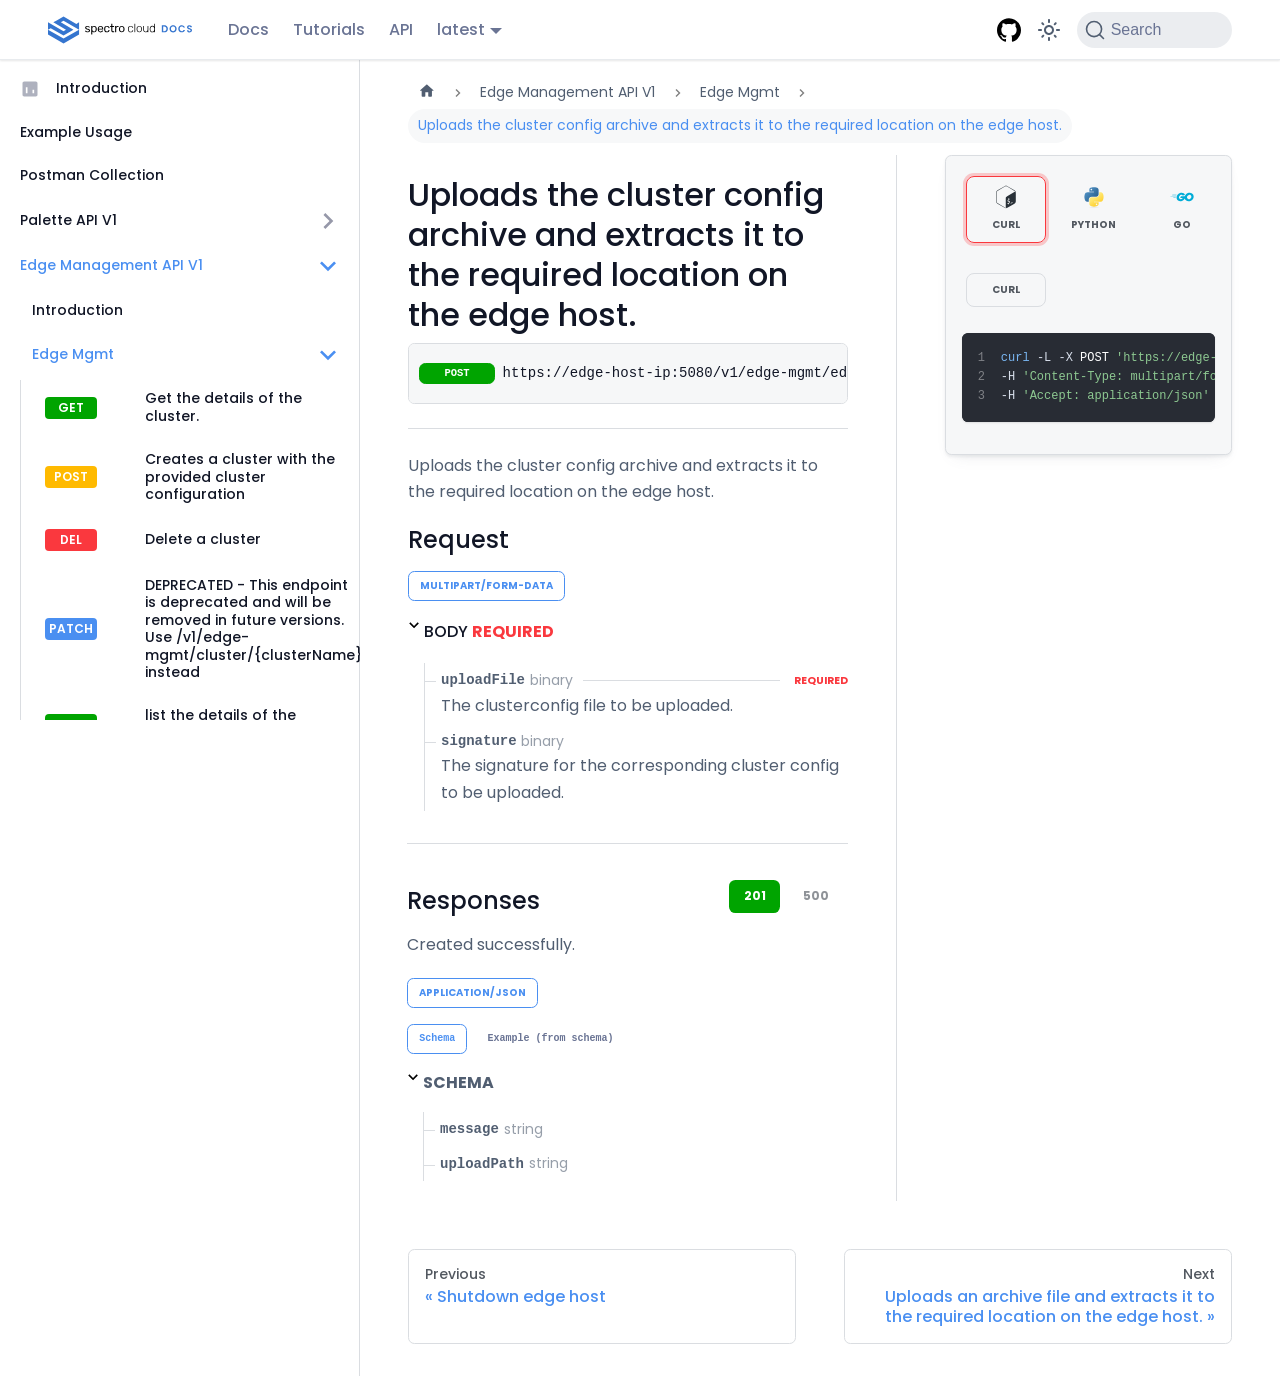 spectro cloud DOCS Docs Tutorials API latest Search
Introduction
Example Usage
Postman Collection
Palette API V1
Edge Management API V1
Introduction
Edge Mgmt
GET Get the details of the
cluster.
POST Creates a cluster with the
provided cluster
configuration
DEL Delete a cluster
PATCH DEPRECATED - This endpoint
is deprecated and will be
removed in future versions.
Use /v1/edge-
mgmt/cluster/{clusterName}
instead
list the details of the
Edge Management API V1 Edge Mgmt
Uploads the cluster config archive and extracts it to the required location on the edge host.
Uploads the cluster config
archive and extracts it to
the required location on
the edge host.
POST https://edge-host-ip:5080/v1/edge-mgmt/ed
Uploads the cluster config archive and extracts it to
the required location on the edge host.
Request
MULTIPART/FORM-DATA
BODY REQUIRED
uploadFile binary REQUIRED
The clusterconfig file to be uploaded.
signature binary
The signature for the corresponding cluster config
to be uploaded.
Responses 201 500
Created successfully.
APPLICATION/JSON
Schema Example (from schema)
SCHEMA
message string
uploadPath string
CURL PYTHON GO
CURL
1 curl -L -X POST 'https://edge-
2 -H 'Content-Type: multipart/fo
3 -H 'Accept: application/json'
Previous
« Shutdown edge host
Next
Uploads an archive file and extracts it to
the required location on the edge host. »